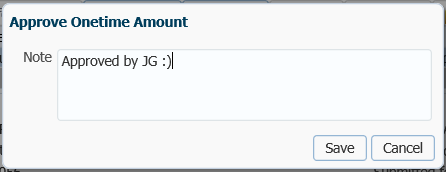 Approve Onetime Amount
Note
Approved by JG :)
Save Cancel